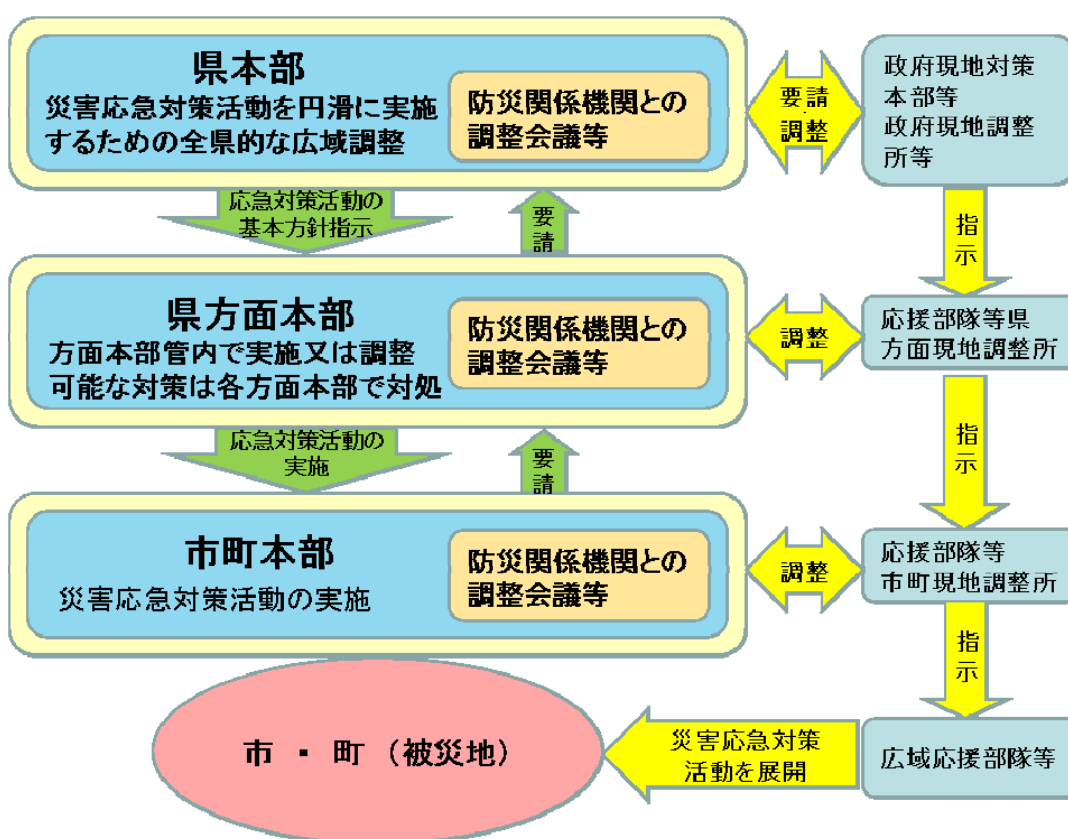 県本部
災害応急対策活動を円滑に実施
するための全県的な広域調整
防災関係機関との
調整会議等
要請
・
調整
政府現地対策
本部等
政府現地調整
所等
応急対策活動の
基本方針指示
要請
指示
県方面本部
方面本部管内で実施又は調整
可能な対策は各方面本部で対処
防災関係機関との
調整会議等
調整
応援部隊等県
方面現地調整所
応急対策活動の
実施
要請
指示
市町本部
災害応急対策活動の実施
防災関係機関との
調整会議等
調整
応援部隊等
市町現地調整所
指示
市・町（被災地）
災害応急対策
活動を展開
広域応援部隊等